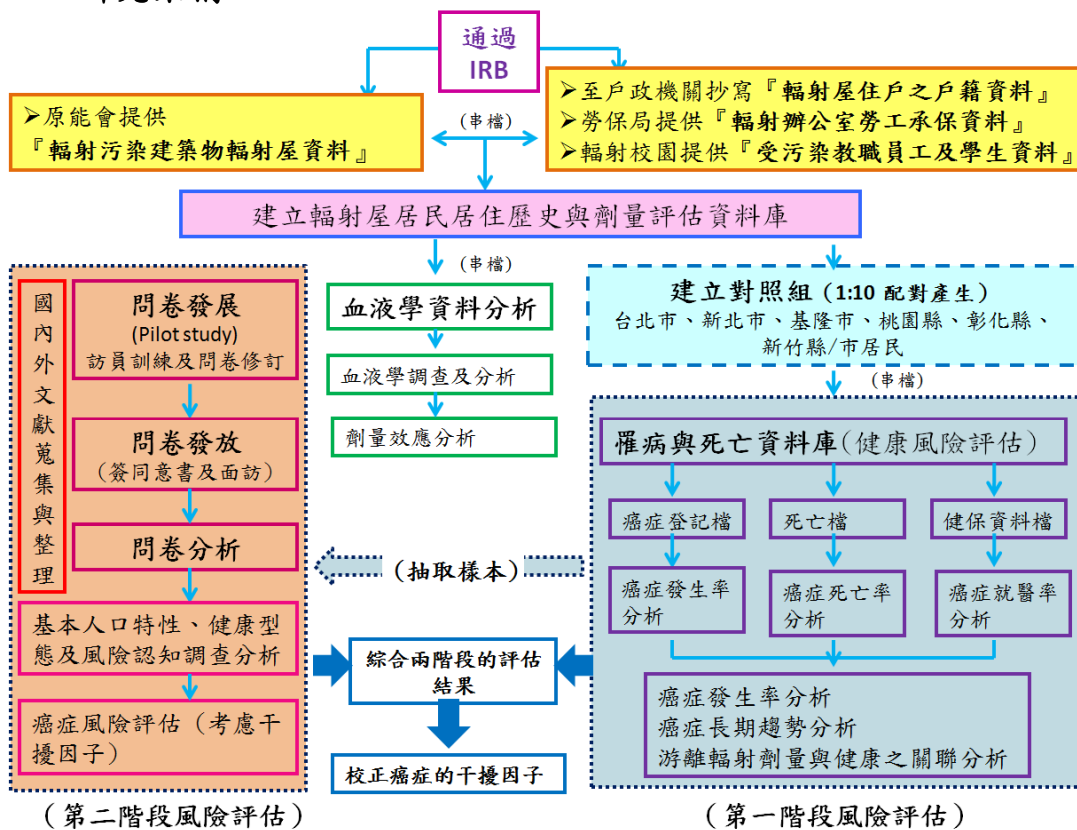 通過
IRB
➢原能會提供
『輻射污染建築物輻射屋資料』
(串檔)
➢至戶政機關抄寫『輻射屋住戶之戶籍資料』
➢勞保局提供『輻射辦公室勞工承保資料』
➢輻射校園提供『受污染教職員工及學生資料』
建立輻射屋居民居住歷史與劑量評估資料庫
(串檔)
國內外文獻蒐集與整理
問卷發展
(Pilot study)
訪員訓練及問卷修訂
問卷發放
(簽同意書及面訪)
問卷分析
基本人口特性、健康型
態及風險認知調查分析
癌症風險評估（考慮干
擾因子）
(第二階段風險評估)
血液學資料分析
血液學調查及分析
劑量效應分析
(抽取樣本)
綜合兩階段的評估
結果
校正癌症的干擾因子
建立對照組 (1:10 配對產生)
台北市、新北市、基隆市、桃園縣、彰化縣、
新竹縣/市居民
(串檔)
罹病與死亡資料庫(健康風險評估)
癌症登記檔
死亡檔
健保資料檔
癌症發生率
分析
癌症死亡率
分析
癌症就醫率
分析
癌症發生率分析
癌症長期趨勢分析
游離輻射劑量與健康之關聯分析
(第一階段風險評估)